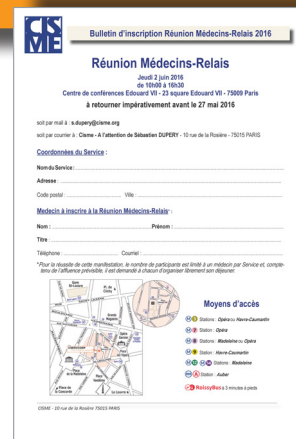 CIS
ME
Bulletin d'inscription Réunion Médecins-Relais 2016
Réunion Médecins-Relais
Jeudi 2 juin 2016
de 10h00 à 16h30
Centre de conférences Edouard VII - 23 square Edouard VII - 75009 Paris
à retourner impérativement avant le 27 mai 2016
soit par mail à : s.dupery@cisme.org
soit par courrier à : Cisme - A l'attention de Sébastien DUPERY - 10 rue de la Rosière - 75015 PARIS
Coordonnées du Service :
Nom du Service :
Adresse :
Code postal : Ville :
Medecin à inscrire à la Réunion Médecins-Relais* :
Nom : Prénom :
Titre :
Téléphone : Courriel :
*Pour la réussite de cette manifestation, le nombre de participants est limité à un médecin par Service et, compte-
tenu de l'affluence prévisible, il est demandé à chacun d'organiser librement son déjeuner.
Moyens d'accès
Stations : Opéra ou Havre-Caumartin
Station : Opéra
Stations : Madeleine ou Opéra
Station : Havre-Caumartin
Stations : Madeleine
Station : Auber
RoissyBus à 3 minutes à pieds
CISME - 10 rue de la Rosière 75015 PARIS